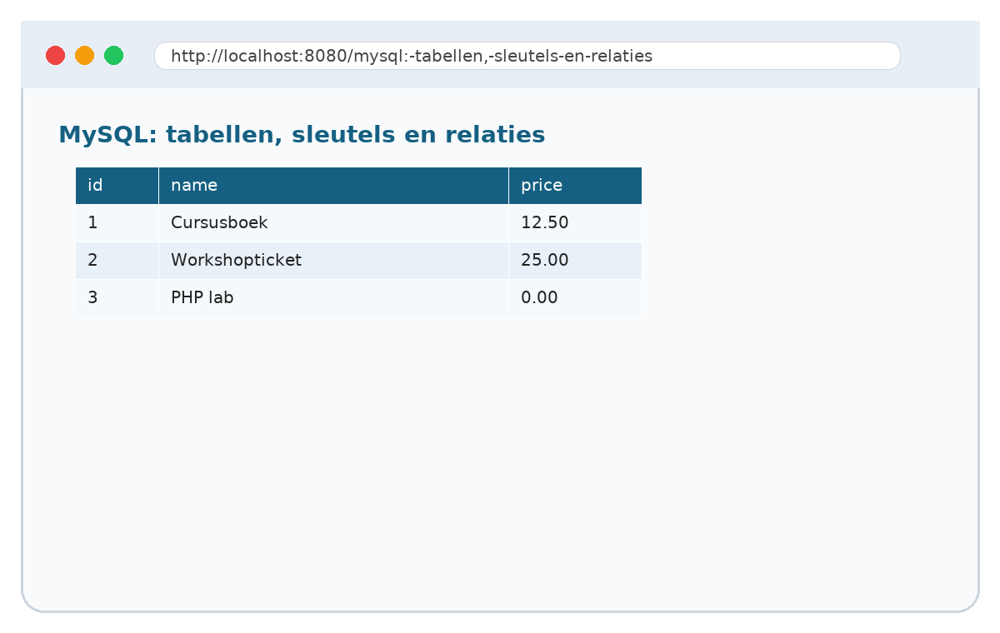 http://localhost:8080/mysql:-tabellen,-sleutels-en-relaties
MySQL: tabellen, sleutels en relaties
id name price
1 Cursusboek 12.50
2 Workshopticket 25.00
3 PHP lab 0.00